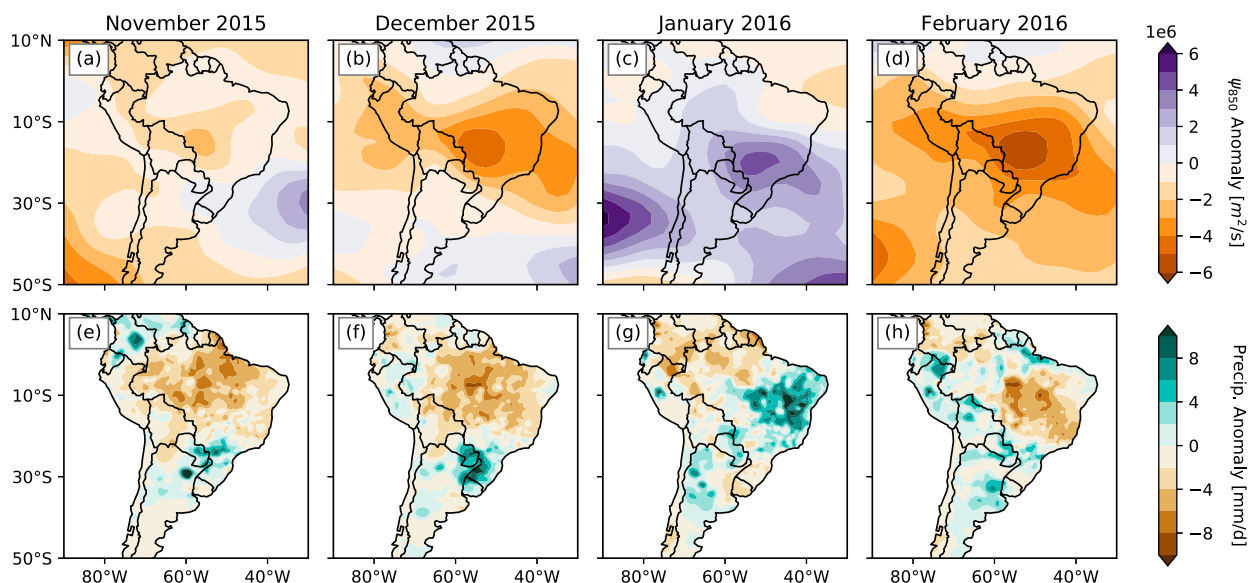 November 2015
December 2015
January 2016
February 2016
1e6
(a)
(b)
(c)
(d)
10°N
10°S
30°S
50°S
6
4
2
0
−2
−4
−6
ψ850 Anomaly [m²/s]
(e)
(f)
(g)
(h)
10°N
10°S
30°S
50°S
80°W 60°W 40°W
80°W 60°W 40°W
80°W 60°W 40°W
80°W 60°W 40°W
8
4
0
−4
−8
Precip. Anomaly [mm/d]